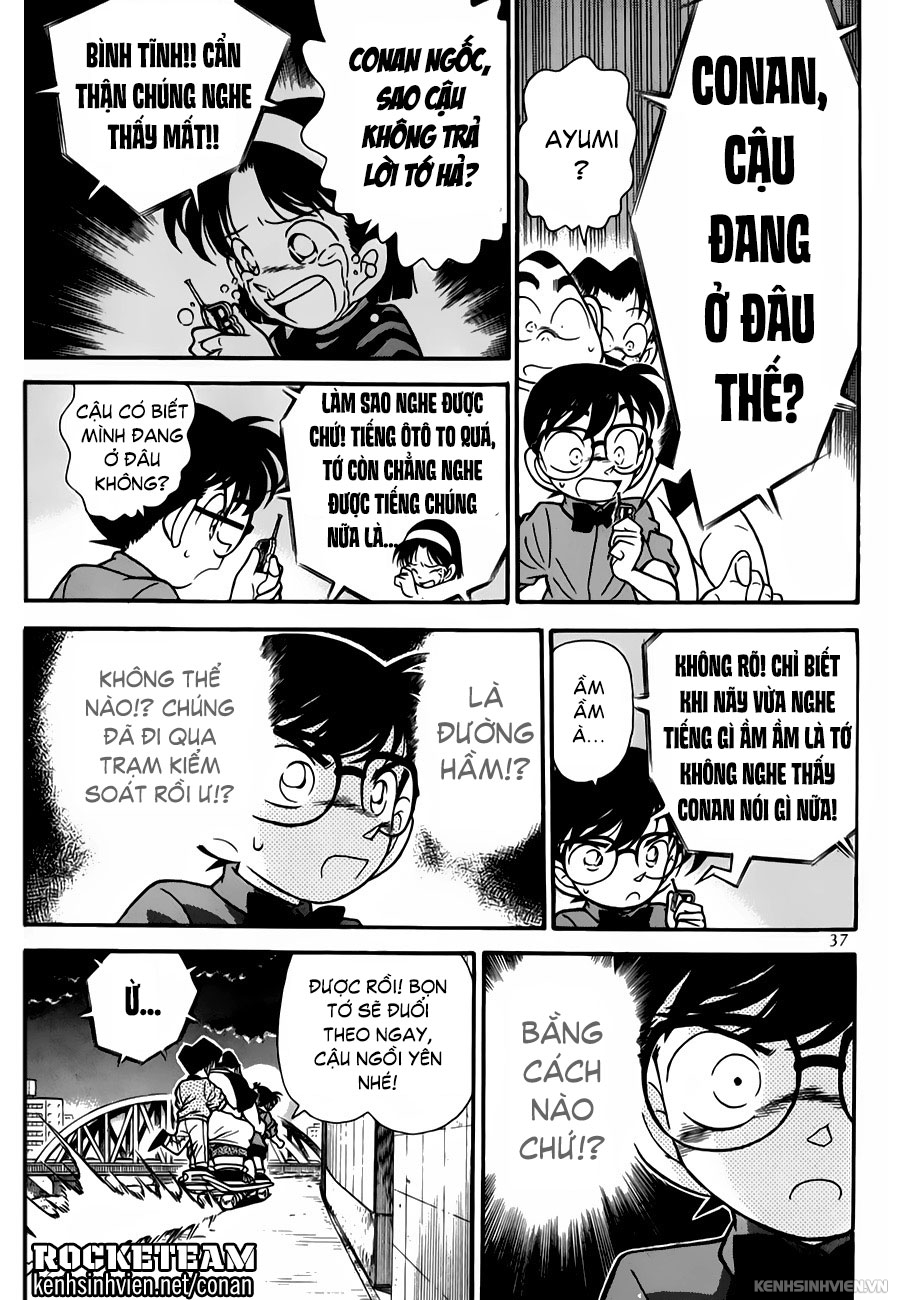 CONAN,
CẬU
ĐANG
Ở ĐÂU
THẾ?
AYUMI
?
CONAN NGỐC,
SAO CẬU
KHÔNG TRẢ
LỜI TỚ HẢ?
BÌNH TĨNH!! CẨN
THẬN CHÚNG NGHE
THẤY MẤT!!
LÀM SAO NGHE ĐƯỢC
CHỨ! TIẾNG ÔTÔ TO QUÁ,
TỚ CÒN CHẲNG NGHE
ĐƯỢC TIẾNG CHÚNG
NỮA LÀ...
CẬU CÓ BIẾT
MÌNH ĐANG
Ở ĐÂU
KHÔNG?
KHÔNG RÕ! CHỈ BIẾT
KHI NÃY VỪA NGHE
TIẾNG GÌ ẦM ẦM LÀ TỚ
KHÔNG NGHE THẤY
CONAN NÓI GÌ NỮA!
ẦM
ẦM
À...
LÀ
ĐƯỜNG
HẦM!?
KHÔNG THỂ
NÀO!? CHÚNG
ĐÃ ĐI QUA
TRẠM KIỂM
SOÁT RỒI Ư!?
37
BẰNG
CÁCH
NÀO
CHỨ!?
ĐƯỢC RỒI! BỌN
TỚ SẼ ĐUỔI
THEO NGAY,
CẬU NGỒI YÊN
NHÉ!
Ừ...
ROCKETEAM
kenhsinhvien.net/conan
KENHSINHVIEN.VN